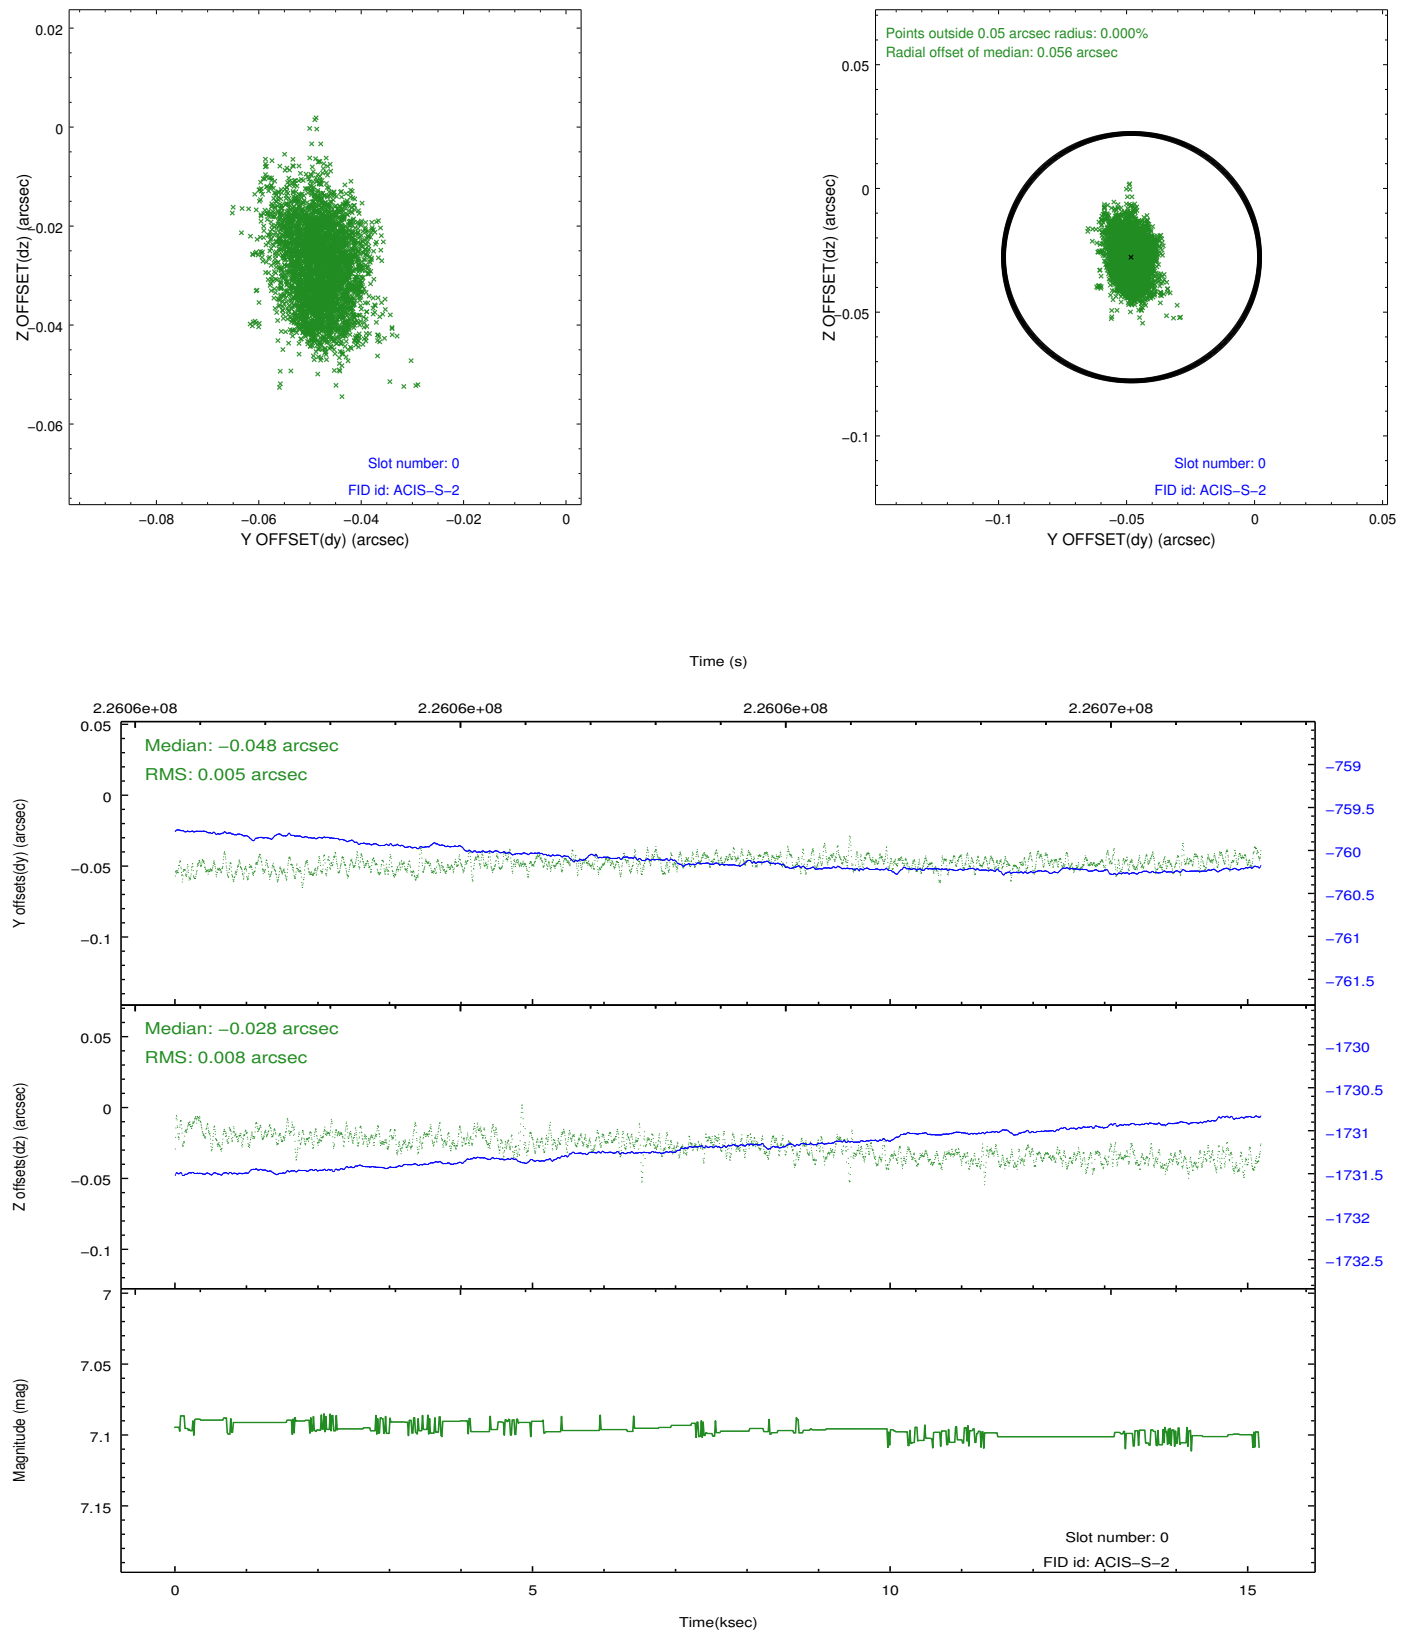 0.02
0
−0.02
−0.04
−0.06
Z OFFSET(dz) (arcsec)
Slot number: 0
FID id: ACIS−S−2
−0.08 −0.06 −0.04 −0.02 0
Y OFFSET(dy) (arcsec)
Points outside 0.05 arcsec radius: 0.000%
Radial offset of median: 0.056 arcsec
0.05
0
−0.05
−0.1
Z OFFSET(dz) (arcsec)
Slot number: 0
FID id: ACIS−S−2
−0.1 −0.05 0 0.05
Y OFFSET(dy) (arcsec)
Time (s)
2.2606e+08 2.2606e+08 2.2606e+08 2.2607e+08
Median: −0.048 arcsec
RMS: 0.005 arcsec
0.05
0
−0.05
−0.1
Y offsets(dy) (arcsec)
−759
−759.5
−760
−760.5
−761
−761.5
Median: −0.028 arcsec
RMS: 0.008 arcsec
0.05
0
−0.05
−0.1
Z offsets(dz) (arcsec)
−1730
−1730.5
−1731
−1731.5
−1732
−1732.5
7
7.05
7.1
7.15
Magnitude (mag)
Slot number: 0
FID id: ACIS−S−2
0 5 10 15
Time(ksec)